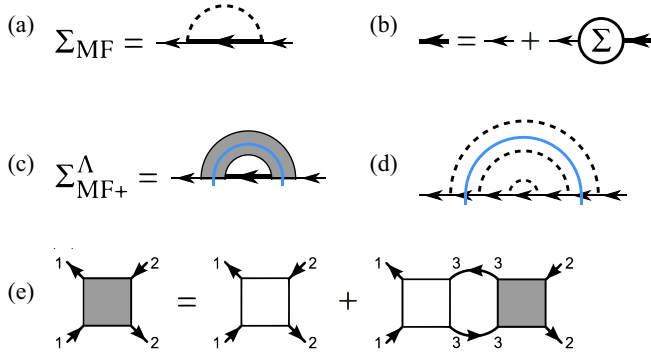 (a) Σ_MF =
(b) = + Σ
(c) Σ^Λ_MF+ =
(d)
(e) = +
1 2 1 2 1 3 3 2
1 2 1 2 1 3 3 2